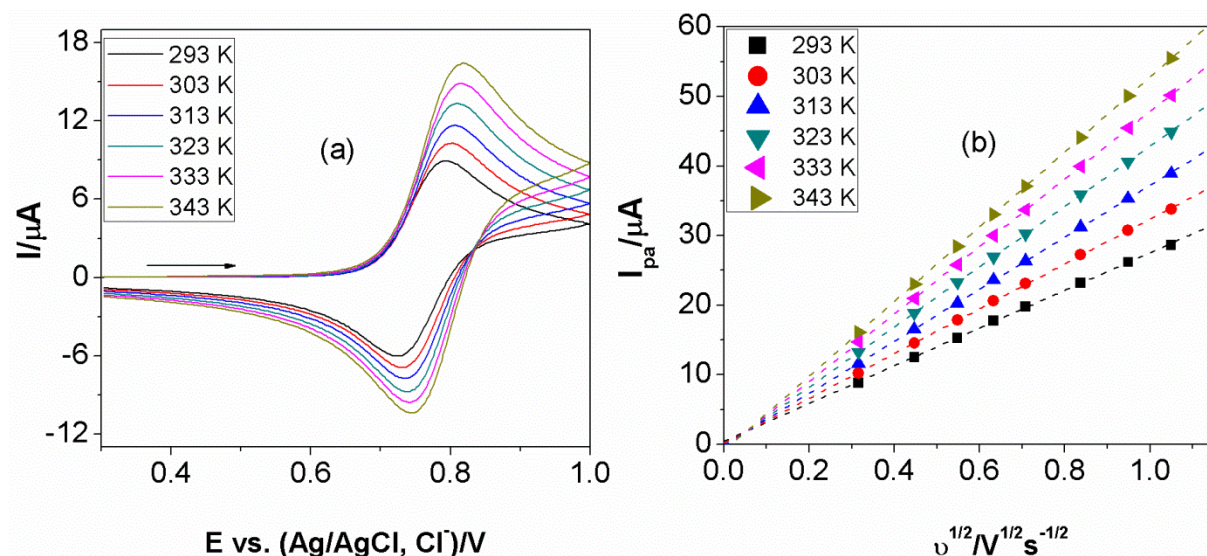 18
12
6
0
-6
-12
I/μA
293 K
303 K
313 K
323 K
333 K
343 K
(a)
0.4
0.6
0.8
1.0
E vs. (Ag/AgCl, Cl⁻)/V
60
50
40
30
20
10
0
I_pa/μA
293 K
303 K
313 K
323 K
333 K
343 K
(b)
0.0
0.2
0.4
0.6
0.8
1.0
υ^1/2/V^1/2s^-1/2